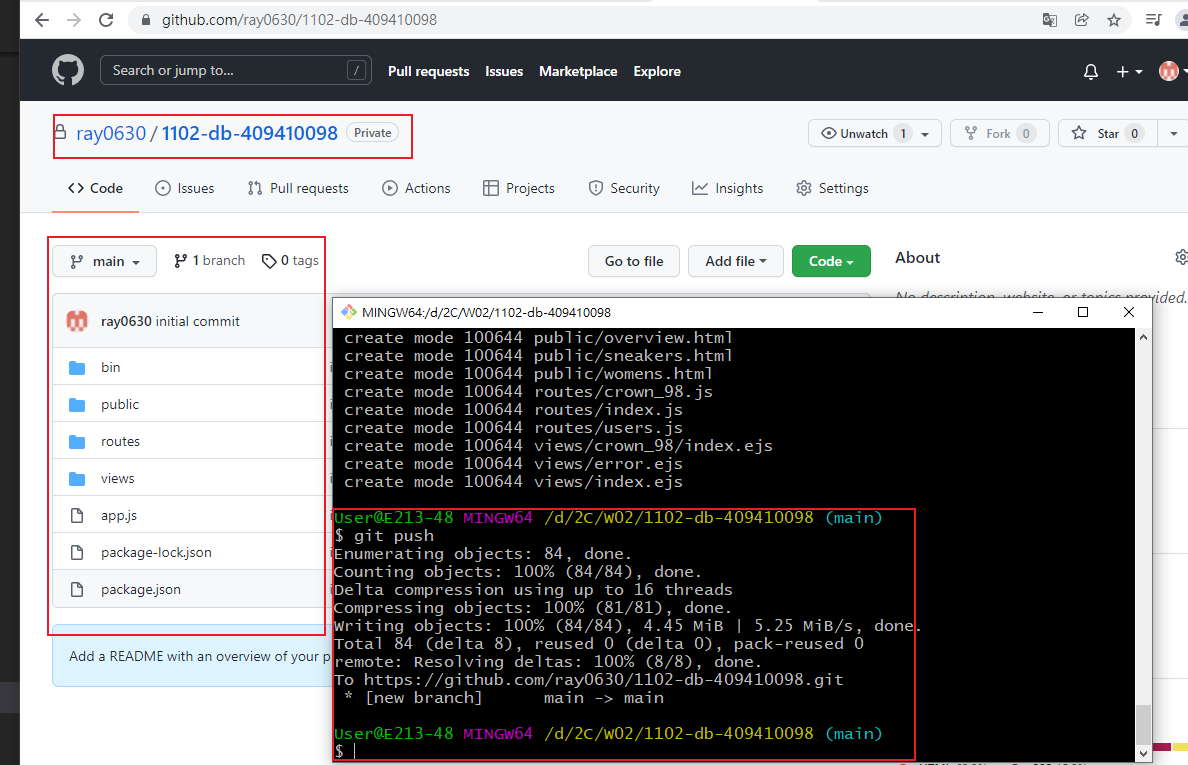 github.com/ray0630/1102-db-409410098
Search or jump to... /
Pull requests Issues Marketplace Explore
ray0630 / 1102-db-409410098 Private
Unwatch 1 Fork 0 Star 0
Code Issues Pull requests Actions Projects Security Insights Settings
main 1 branch 0 tags Go to file Add file Code About
No description, website, or topics provided.
ray0630 initial commit
bin
public
routes
views
app.js
package-lock.json
package.json
Add a README with an overview of your p
MINGW64:/d/2C/W02/1102-db-409410098
create mode 100644 public/overview.html
create mode 100644 public/sneakers.html
create mode 100644 public/womens.html
create mode 100644 routes/crown_98.js
create mode 100644 routes/index.js
create mode 100644 routes/users.js
create mode 100644 views/crown_98/index.ejs
create mode 100644 views/error.ejs
create mode 100644 views/index.ejs
User@E213-48 MINGW64 /d/2C/W02/1102-db-409410098 (main)
$ git push
Enumerating objects: 84, done.
Counting objects: 100% (84/84), done.
Delta compression using up to 16 threads
Compressing objects: 100% (81/81), done.
Writing objects: 100% (84/84), 4.45 MiB | 5.25 MiB/s, done.
Total 84 (delta 8), reused 0 (delta 0), pack-reused 0
remote: Resolving deltas: 100% (8/8), done.
To https://github.com/ray0630/1102-db-409410098.git
* [new branch] main -> main
User@E213-48 MINGW64 /d/2C/W02/1102-db-409410098 (main)
$